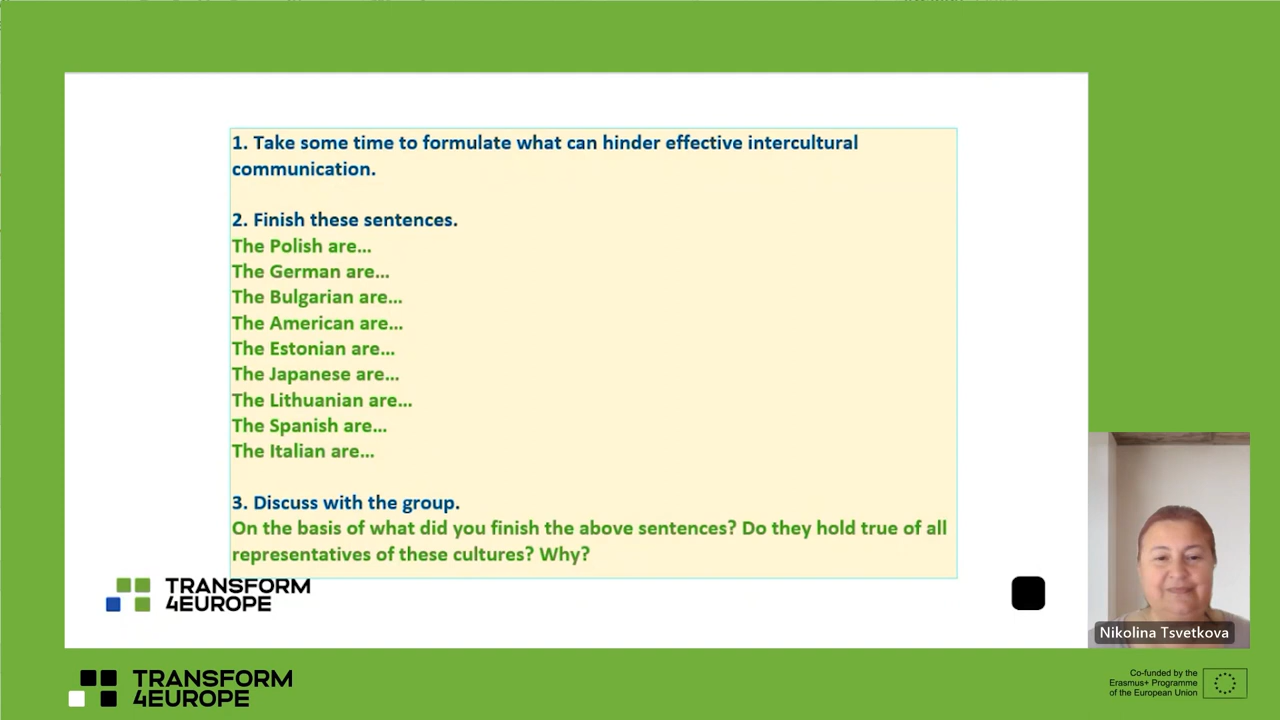 1. Take some time to formulate what can hinder effective intercultural
communication.
2. Finish these sentences.
The Polish are...
The German are...
The Bulgarian are...
The American are...
The Estonian are...
The Japanese are...
The Lithuanian are...
The Spanish are...
The Italian are...
3. Discuss with the group.
On the basis of what did you finish the above sentences? Do they hold true of all
representatives of these cultures? Why?
TRANSFORM
4EUROPE
Nikolina Tsvetkova
TRANSFORM
4EUROPE
Co-funded by the
Erasmus+ Programme
of the European Union